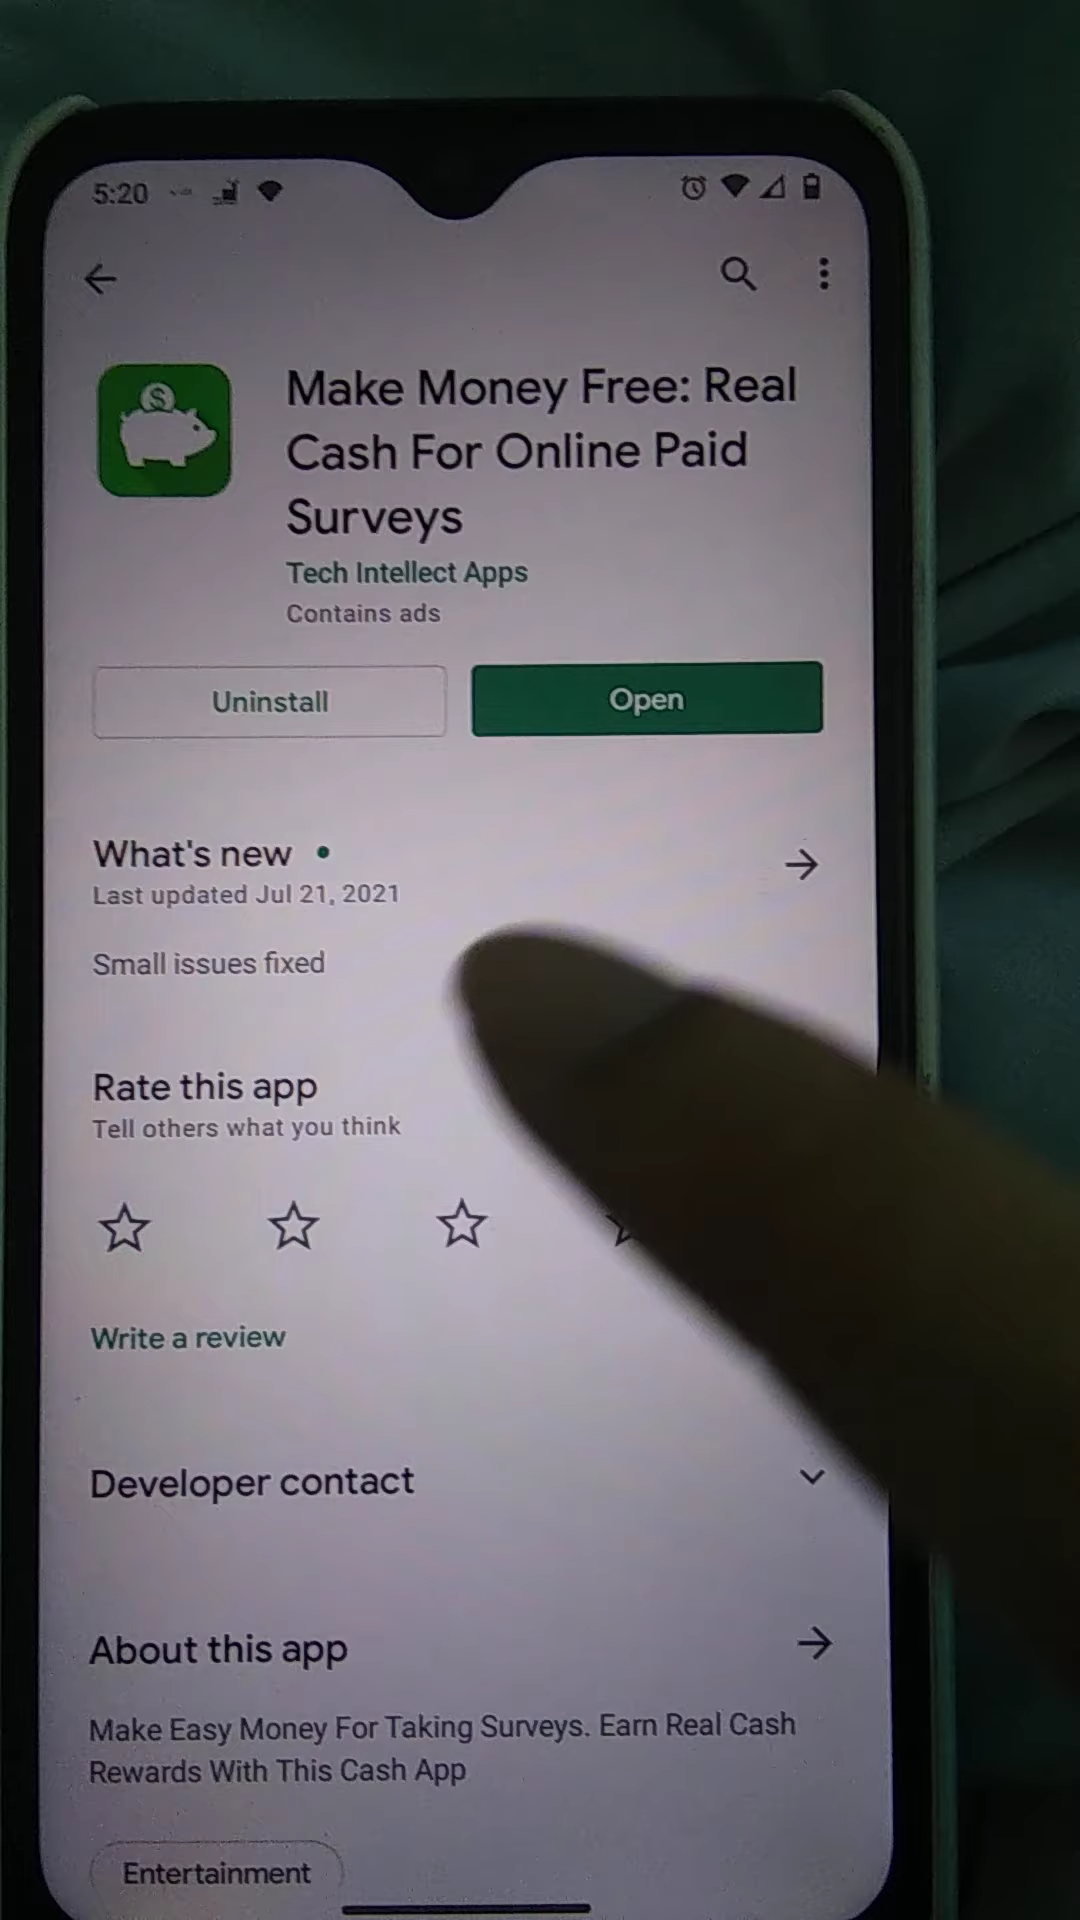 5:20
$
Make Money Free: Real
Cash For Online Paid
Surveys
Tech Intellect Apps
Contains ads
Uninstall
Open
What's new
Last updated Jul 21, 2021
Small issues fixed
Rate this app
Tell others what you think
Write a review
Developer contact
About this app
Make Easy Money For Taking Surveys. Earn Real Cash
Rewards With This Cash App
Entertainment